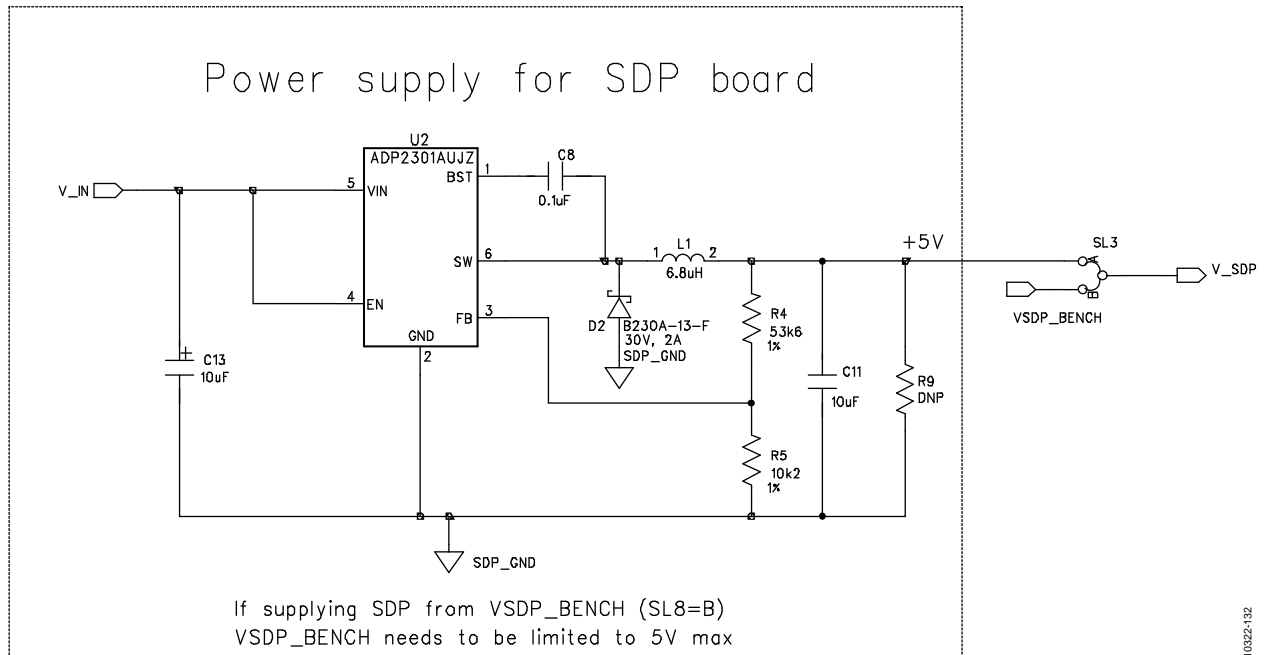 Power supply for SDP board
U2
ADP2301AUJZ
V_IN
5
VIN
BST
1
C8
0.1uF
SW
6
1
L1
2
6.8uH
+5V
SL3
A
B
V_SDP
VSDP_BENCH
4
EN
FB
3
GND
2
D2
B230A-13-F
30V, 2A
SDP_GND
R4
53k6
1%
C13
10uF
+
C11
10uF
R9
DNP
R5
10k2
1%
SDP_GND
If supplying SDP from VSDP_BENCH (SL8=B)
VSDP_BENCH needs to be limited to 5V max
10322-132